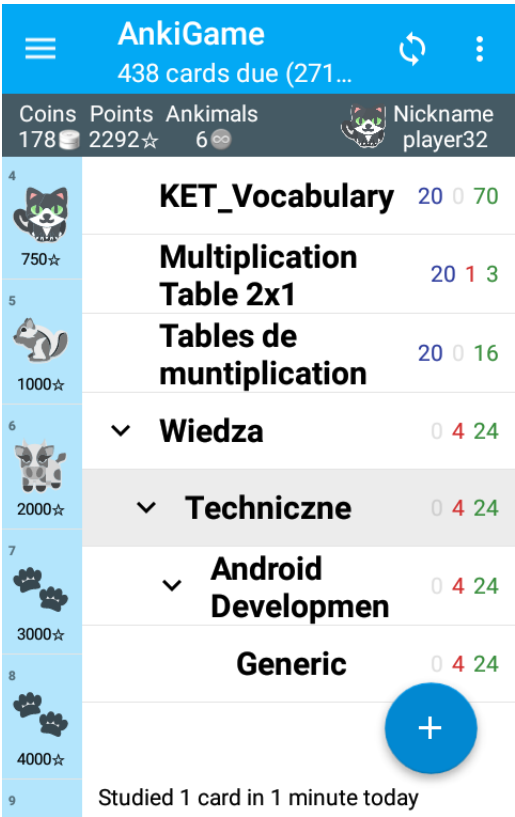 AnkiGame
438 cards due (271...
Coins Points Ankimals Nickname
178 2292☆ 6 player32
4
750☆
5
1000☆
6
2000☆
7
3000☆
8
4000☆
9
KET_Vocabulary 20 0 70
Multiplication
Table 2x1 20 1 3
Tables de
muntiplication 20 0 16
Wiedza 0 4 24
Techniczne 0 4 24
Android
Developmen 0 4 24
Generic 0 4 24
+
Studied 1 card in 1 minute today